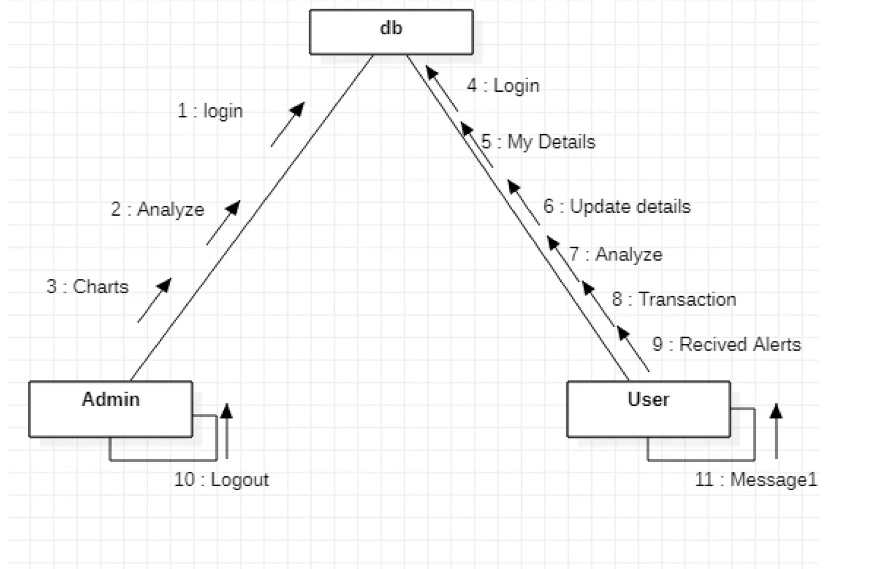 db
1 : login
4 : Login
5 : My Details
2 : Analyze
6 : Update details
7 : Analyze
3 : Charts
8 : Transaction
9 : Recived Alerts
Admin
User
10 : Logout
11 : Message1